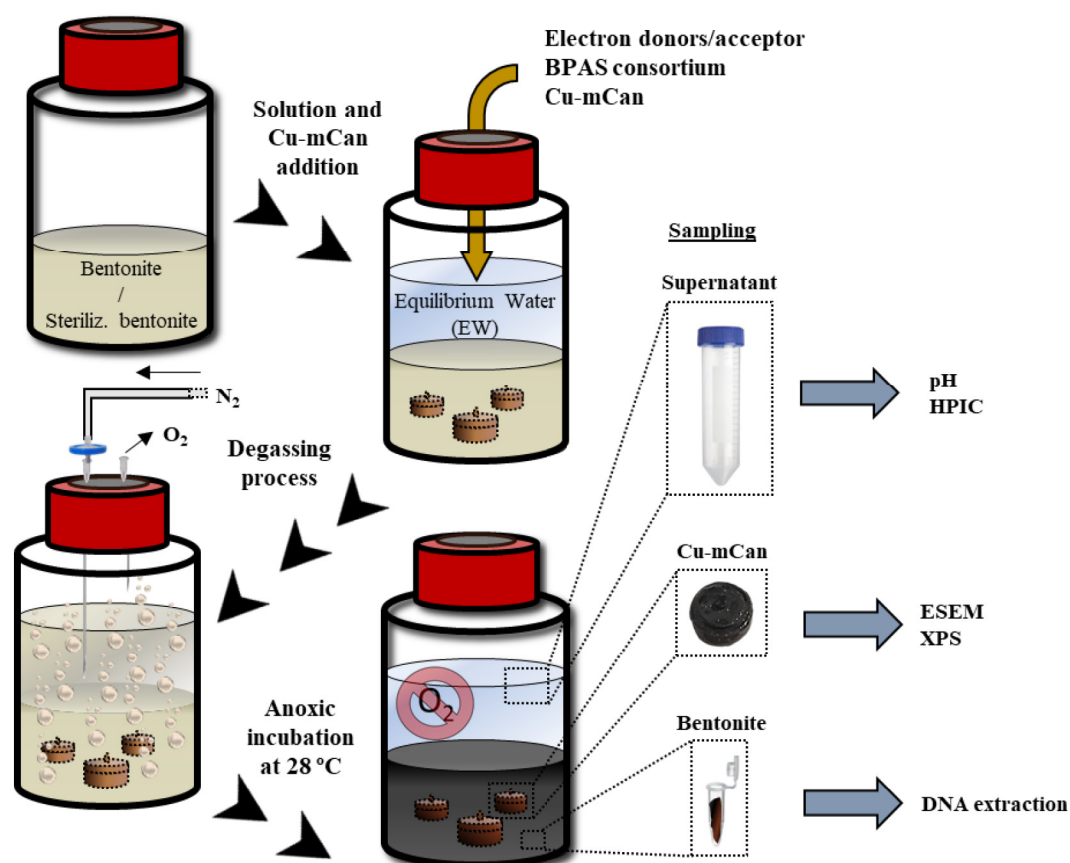 Bentonite
/
Steriliz. bentonite
Solution and
Cu-mCan
addition
Electron donors/acceptor
BPAS consortium
Cu-mCan
Equilibrium Water
(EW)
N₂
O₂
Degassing
process
Anoxic
incubation
at 28 ºC
O₂
Sampling
Supernatant
pH
HPIC
Cu-mCan
ESEM
XPS
Bentonite
DNA extraction